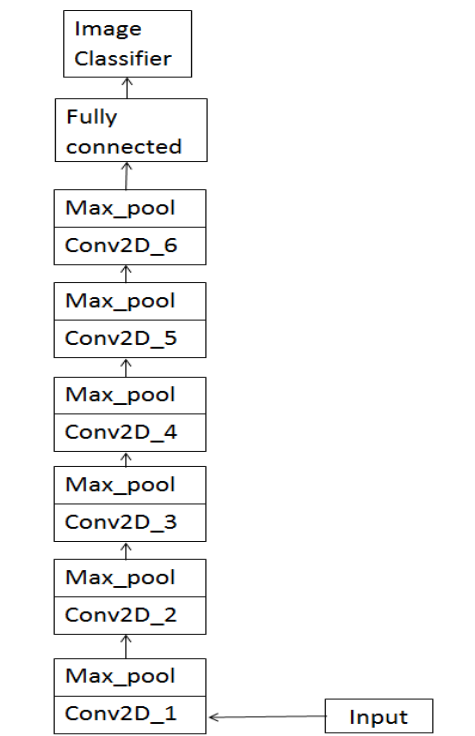 Image
Classifier
Fully
connected
Max_pool
Conv2D_6
Max_pool
Conv2D_5
Max_pool
Conv2D_4
Max_pool
Conv2D_3
Max_pool
Conv2D_2
Max_pool
Conv2D_1
Input